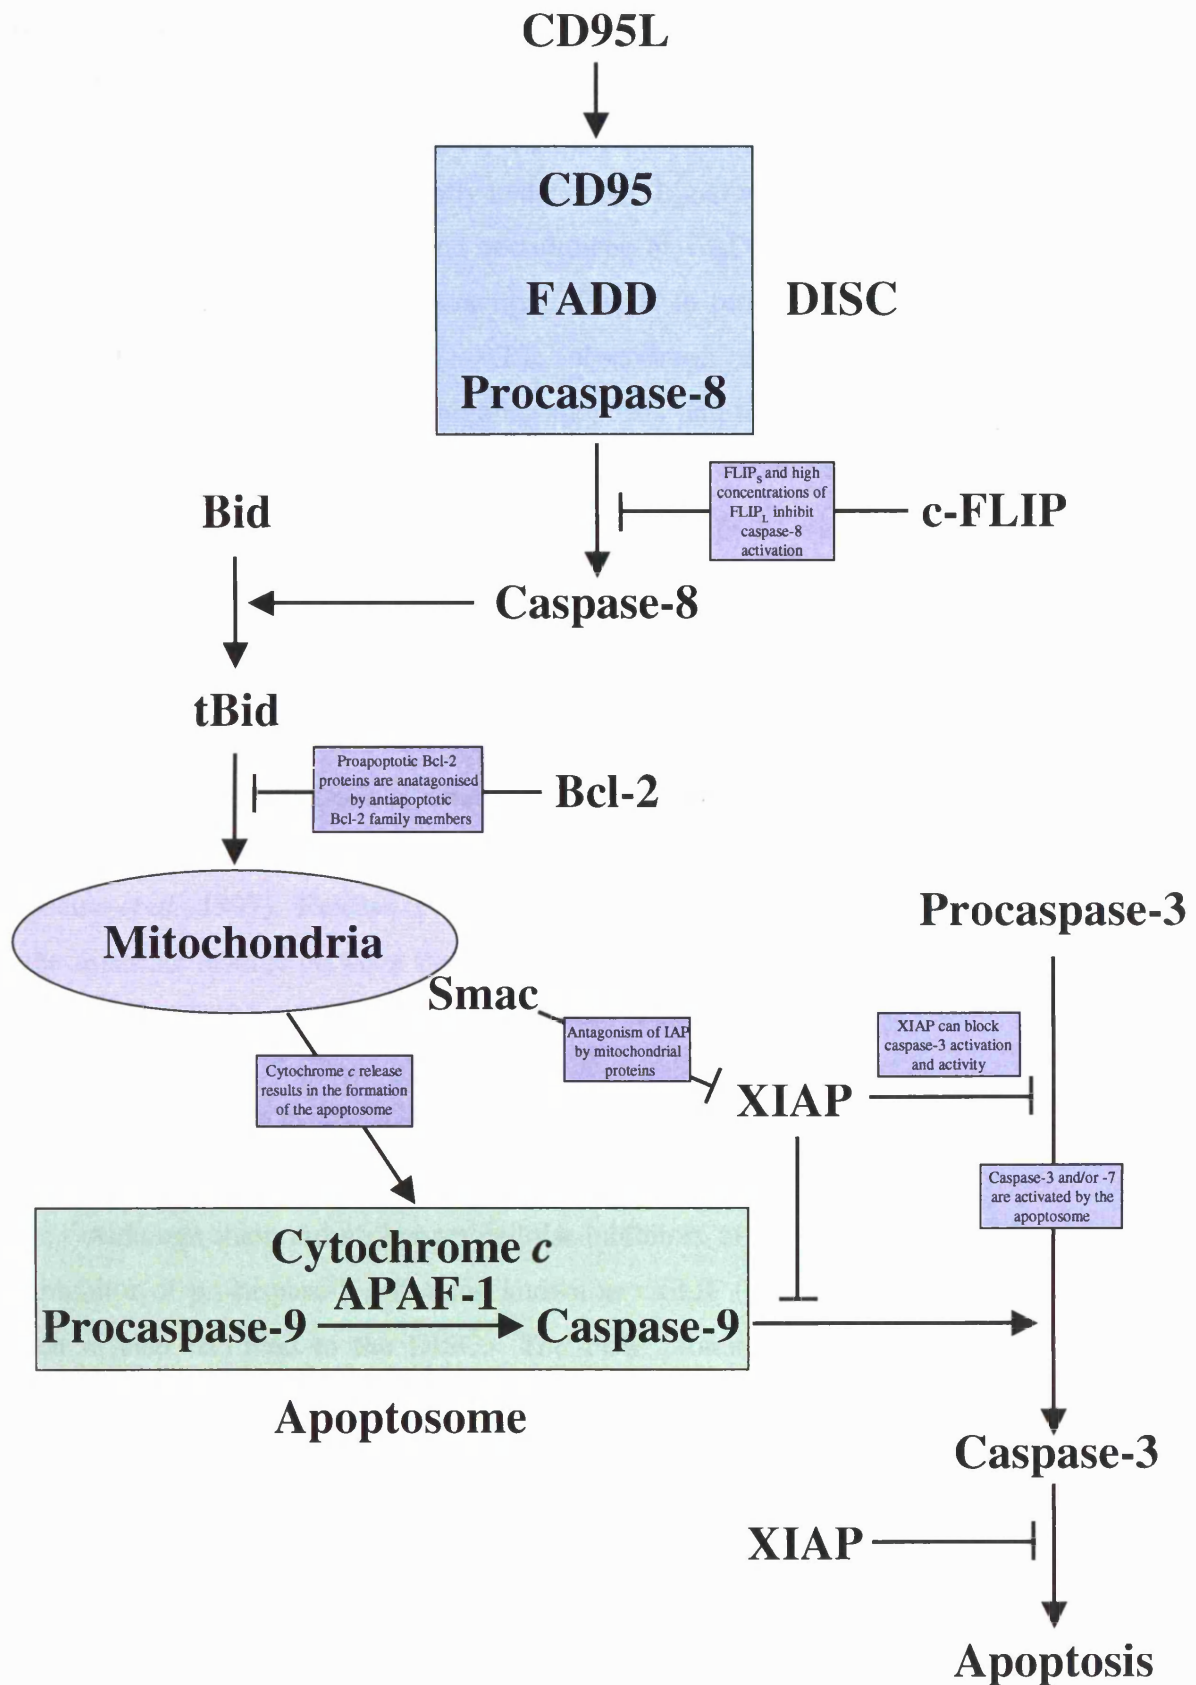 CD95L
CD95
FADD
DISC
Procaspase-8
FLIPS and high
concentrations of
FLIPL inhibit
caspase-8
activation
c-FLIP
Bid
Caspase-8
tBid
Proapoptotic Bcl-2
proteins are anatagonised
by antiapoptotic
Bcl-2 family members
Bcl-2
Mitochondria
Procaspase-3
Smac
Antagonism of IAP
by mitochondrial
proteins
XIAP can block
caspase-3 activation
and activity
Cytochrome c release
results in the formation
of the apoptosome
XIAP
Caspase-3 and/or -7
are activated by the
apoptosome
Cytochrome c
APAF-1
Procaspase-9
Caspase-9
Apoptosome
Caspase-3
XIAP
Apoptosis